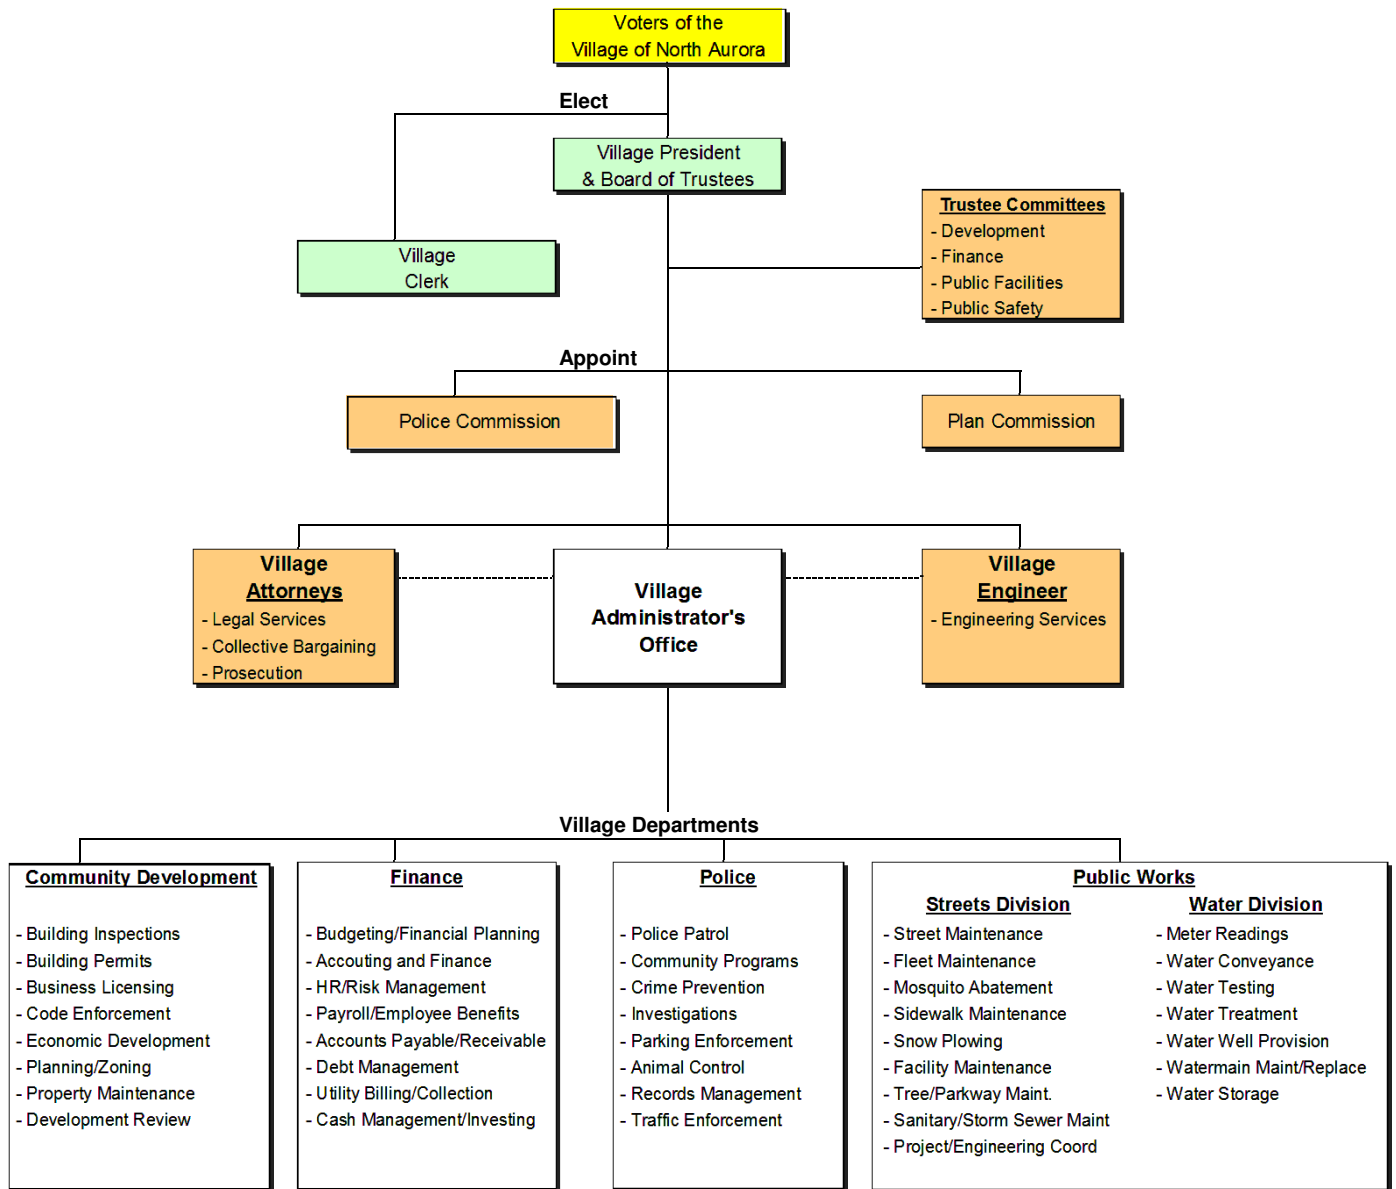 Voters of the
Village of North Aurora
Elect
Village President
& Board of Trustees
Trustee Committees
- Development
- Finance
- Public Facilities
- Public Safety
Village
Clerk
Appoint
Police Commission
Plan Commission
Village
Attorneys
- Legal Services
- Collective Bargaining
- Prosecution
Village
Administrator's
Office
Village
Engineer
- Engineering Services
Village Departments
Community Development
- Building Inspections
- Building Permits
- Business Licensing
- Code Enforcement
- Economic Development
- Planning/Zoning
- Property Maintenance
- Development Review
Finance
- Budgeting/Financial Planning
- Accouting and Finance
- HR/Risk Management
- Payroll/Employee Benefits
- Accounts Payable/Receivable
- Debt Management
- Utility Billing/Collection
- Cash Management/Investing
Police
- Police Patrol
- Community Programs
- Crime Prevention
- Investigations
- Parking Enforcement
- Animal Control
- Records Management
- Traffic Enforcement
Public Works
Streets Division
- Street Maintenance
- Fleet Maintenance
- Mosquito Abatement
- Sidewalk Maintenance
- Snow Plowing
- Facility Maintenance
- Tree/Parkway Maint.
- Sanitary/Storm Sewer Maint
- Project/Engineering Coord
Water Division
- Meter Readings
- Water Conveyance
- Water Testing
- Water Treatment
- Water Well Provision
- Watermain Maint/Replace
- Water Storage